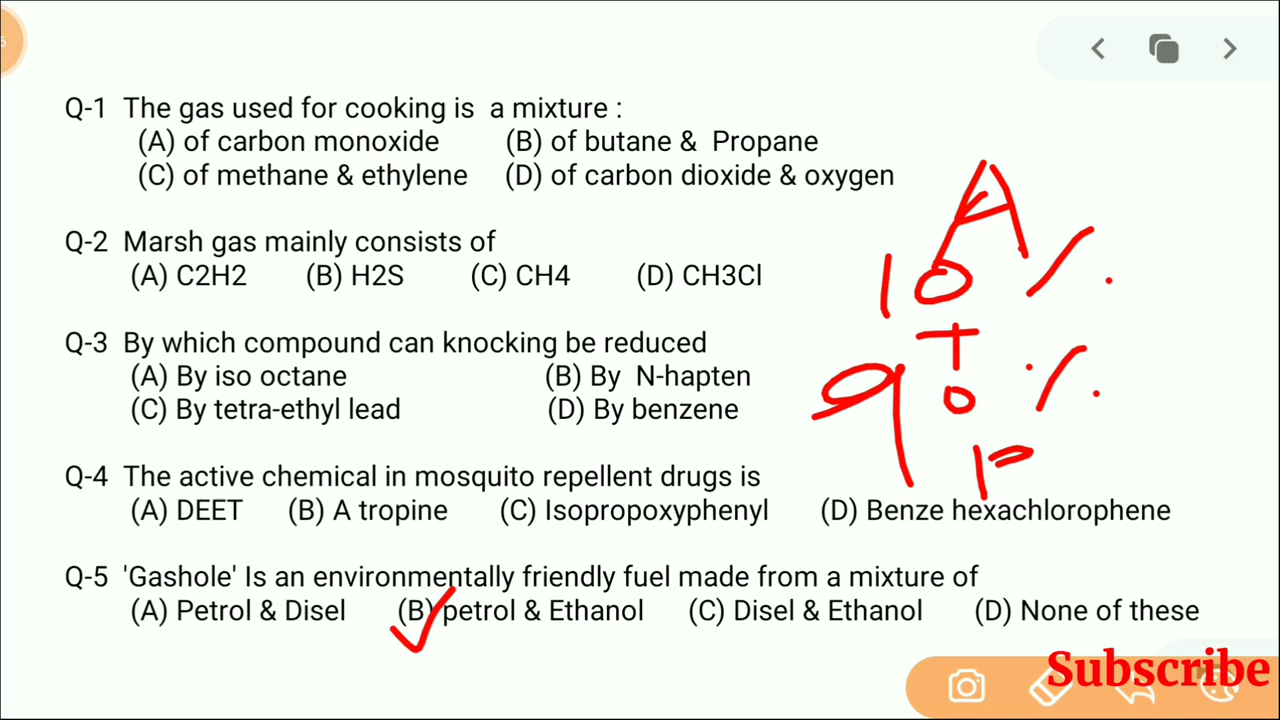 Q-1 The gas used for cooking is a mixture :
(A) of carbon monoxide (B) of butane & Propane
(C) of methane & ethylene (D) of carbon dioxide & oxygen
Q-2 Marsh gas mainly consists of
(A) C2H2 (B) H2S (C) CH4 (D) CH3Cl
Q-3 By which compound can knocking be reduced
(A) By iso octane (B) By N-hapten
(C) By tetra-ethyl lead (D) By benzene
Q-4 The active chemical in mosquito repellent drugs is
(A) DEET (B) A tropine (C) Isopropoxyphenyl (D) Benze hexachlorophene
Q-5 'Gashole' Is an environmentally friendly fuel made from a mixture of
(A) Petrol & Disel (B) petrol & Ethanol (C) Disel & Ethanol (D) None of these
A
10 %
+
90 %
P
Subscribe